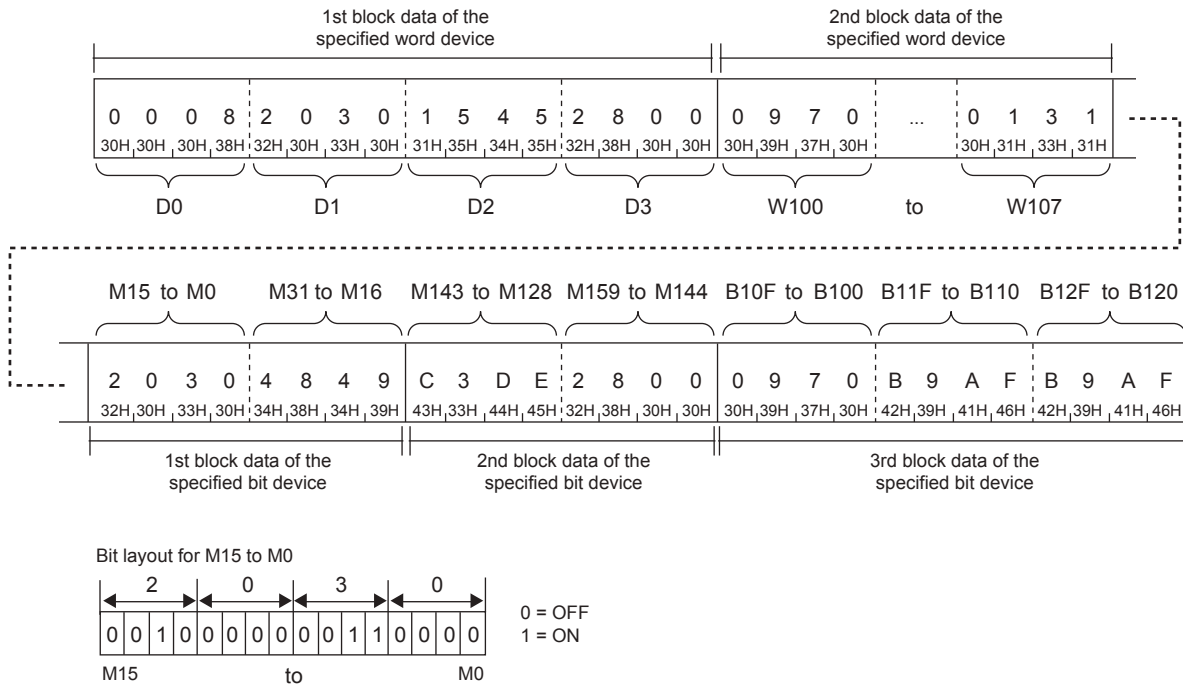 1st block data of the
specified word device
2nd block data of the
specified word device
0 0 0 8 2 0 3 0 1 5 4 5 2 8 0 0 0 9 7 0 ... 0 1 3 1
30H 30H 30H 38H 32H 30H 33H 30H 31H 35H 34H 35H 32H 38H 30H 30H 30H 39H 37H 30H 30H 31H 33H 31H
D0 D1 D2 D3 W100 to W107
M15 to M0 M31 to M16 M143 to M128 M159 to M144 B10F to B100 B11F to B110 B12F to B120
2 0 3 0 4 8 4 9 C 3 D E 2 8 0 0 0 9 7 0 B 9 A F B 9 A F
32H 30H 33H 30H 34H 38H 34H 39H 43H 33H 44H 45H 32H 38H 30H 30H 30H 39H 37H 30H 42H 39H 41H 46H 42H 39H 41H 46H
1st block data of the
specified bit device
2nd block data of the
specified bit device
3rd block data of the
specified bit device
Bit layout for M15 to M0
2 0 3 0
0 0 1 0 0 0 0 0 0 0 1 1 0 0 0 0
0 = OFF
1 = ON
M15 to M0